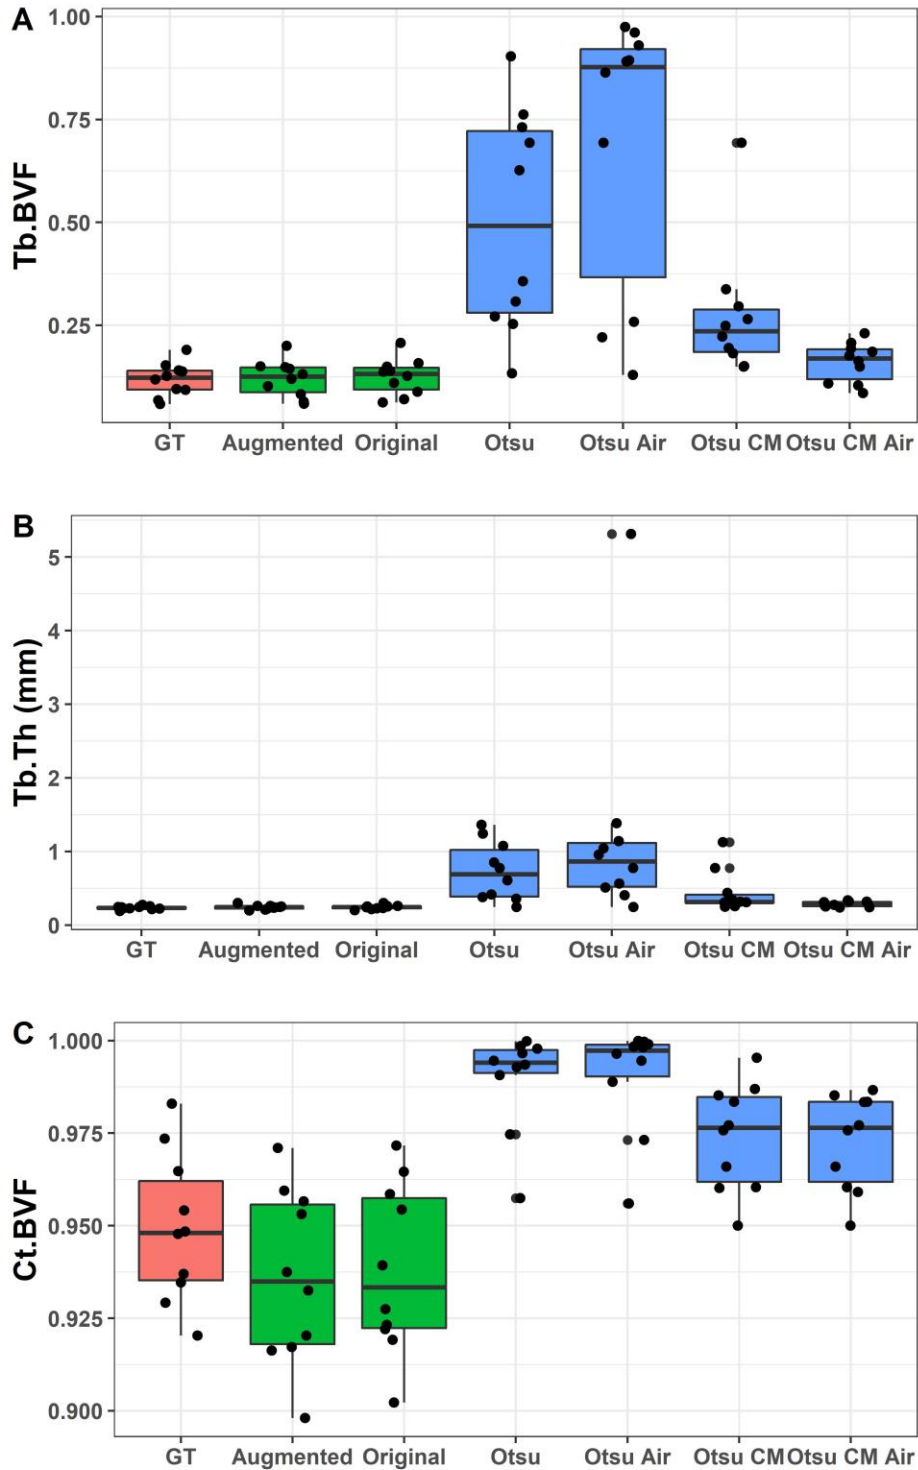 A
Tb.BVF
1.00
0.75
0.50
0.25
GT Augmented Original Otsu Otsu Air Otsu CM Otsu CM Air
B
Tb.Th (mm)
5
4
3
2
1
0
GT Augmented Original Otsu Otsu Air Otsu CM Otsu CM Air
C
Ct.BVF
1.000
0.975
0.950
0.925
0.900
GT Augmented Original Otsu Otsu Air Otsu CM Otsu CM Air